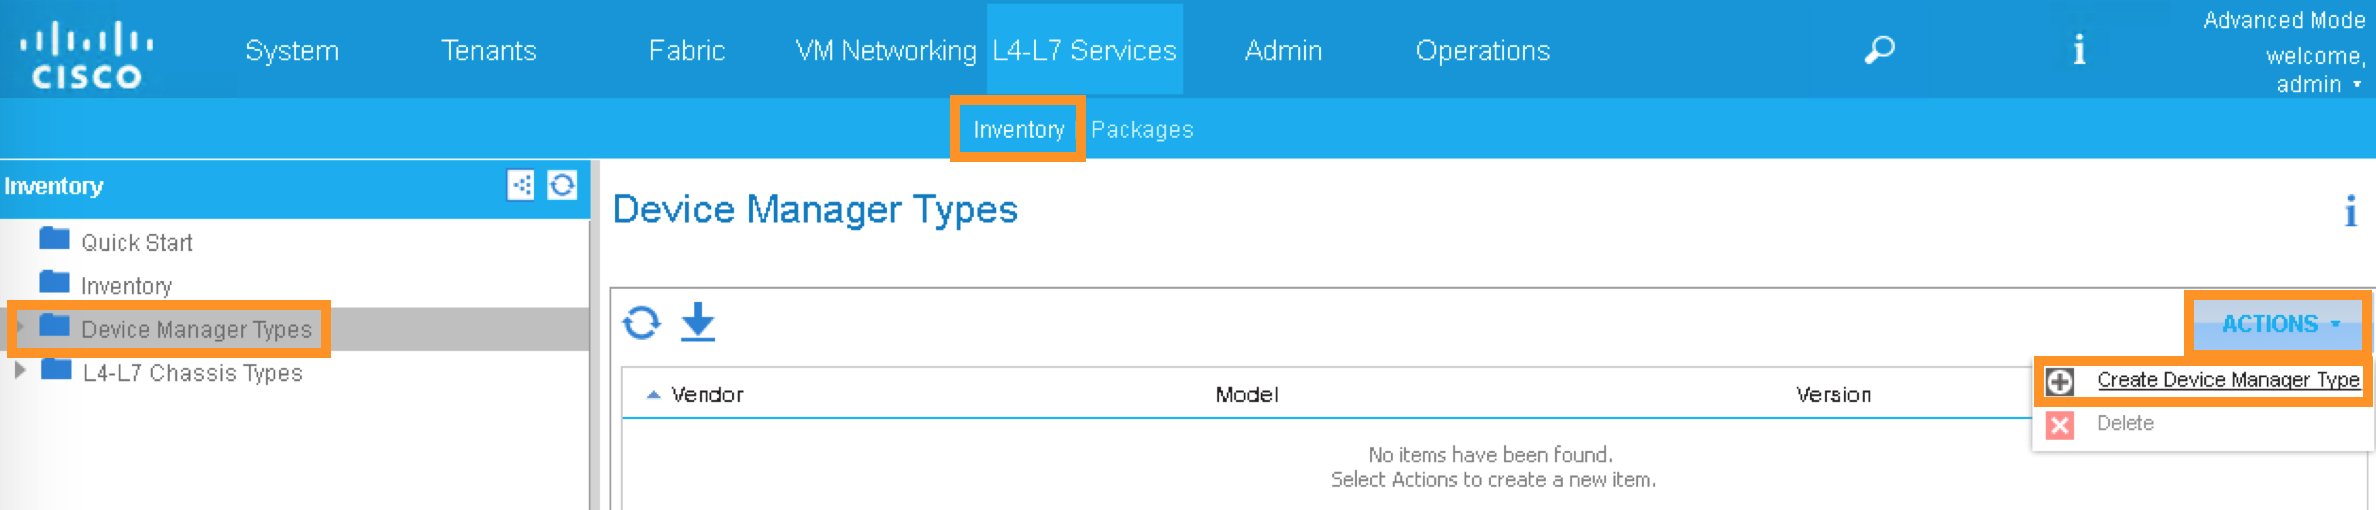 Advanced Mode
CISCO System Tenants Fabric VM Networking L4-L7 Services Admin Operations i welcome,
admin
Inventory Packages
Inventory
Device Manager Types i
Quick Start
Inventory
Device Manager Types ACTIONS
L4-L7 Chassis Types
Create Device Manager Type
Vendor Model Version
Delete
No items have been found.
Select Actions to create a new item.